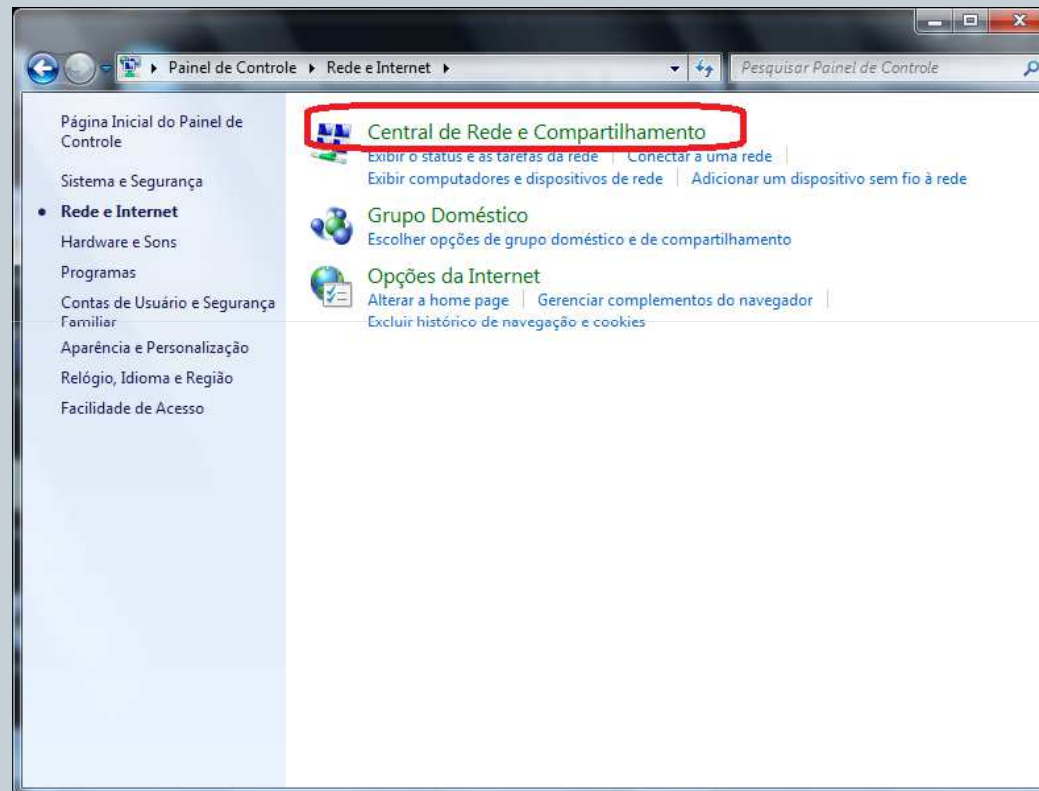 Painel de Controle Rede e Internet
Pesquisar Painel de Controle
Página Inicial do Painel de
Controle
Sistema e Segurança
Rede e Internet
Hardware e Sons
Programas
Contas de Usuário e Segurança
Familiar
Aparência e Personalização
Relógio, Idioma e Região
Facilidade de Acesso
Central de Rede e Compartilhamento
Exibir o status e as tarefas da rede Conectar a uma rede
Exibir computadores e dispositivos de rede Adicionar um dispositivo sem fio à rede
Grupo Doméstico
Escolher opções de grupo doméstico e de compartilhamento
Opções da Internet
Alterar a home page Gerenciar complementos do navegador
Excluir histórico de navegação e cookies